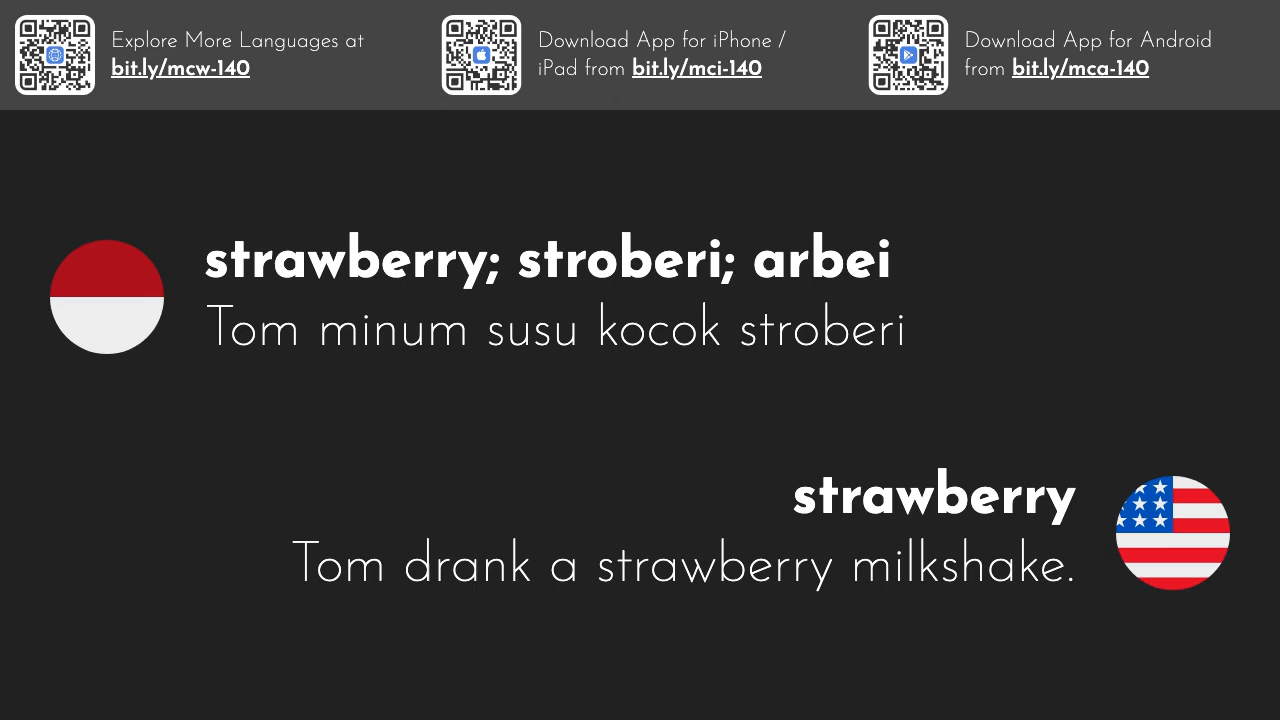 Explore More Languages at
bit.ly/mcw-140
Download App for iPhone /
iPad from bit.ly/mci-140
Download App for Android
from bit.ly/mca-140
strawberry; stroberi; arbei
Tom minum susu kocok stroberi
strawberry
Tom drank a strawberry milkshake.